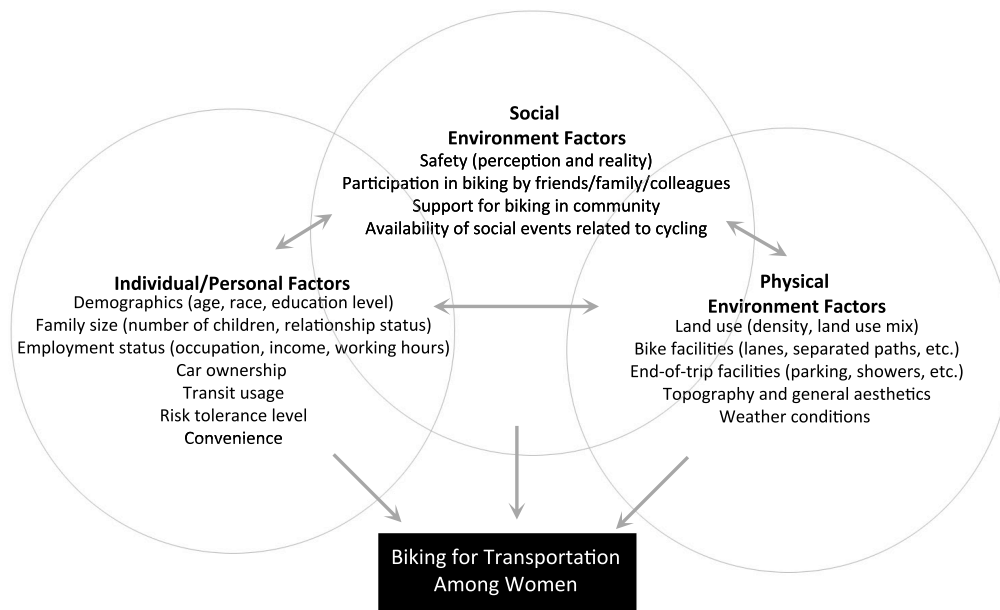 Social
Environment Factors
Safety (perception and reality)
Participation in biking by friends/family/colleagues
Support for biking in community
Availability of social events related to cycling
Individual/Personal Factors
Demographics (age, race, education level)
Family size (number of children, relationship status)
Employment status (occupation, income, working hours)
Car ownership
Transit usage
Risk tolerance level
Convenience
Physical
Environment Factors
Land use (density, land use mix)
Bike facilities (lanes, separated paths, etc.)
End-of-trip facilities (parking, showers, etc.)
Topography and general aesthetics
Weather conditions
Biking for Transportation
Among Women